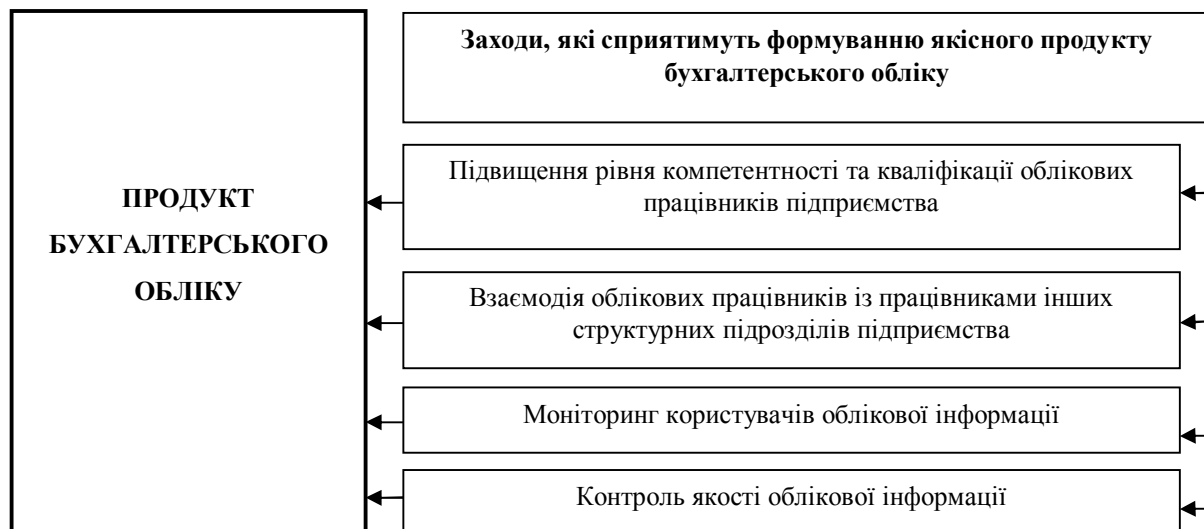 ПРОДУКТ
БУХГАЛТЕРСЬКОГО
ОБЛІКУ
Заходи, які сприятимуть формуванню якісного продукту
бухгалтерського обліку
Підвищення рівня компетентності та кваліфікації облікових
працівників підприємства
Взаємодія облікових працівників із працівниками інших
структурних підрозділів підприємства
Моніторинг користувачів облікової інформації
Контроль якості облікової інформації